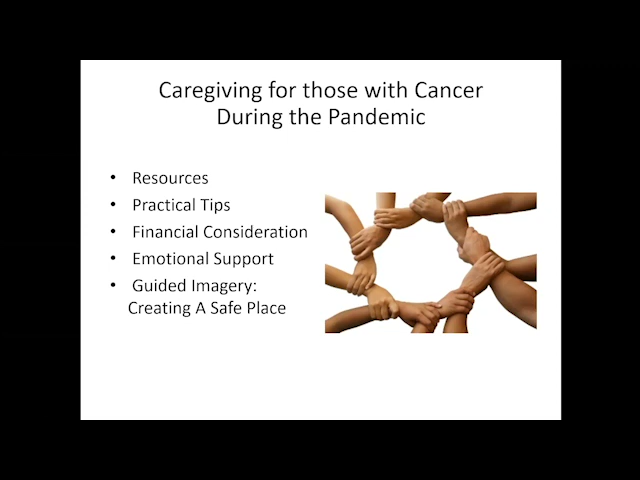 Caregiving for those with Cancer
During the Pandemic
• Resources
• Practical Tips
• Financial Consideration
• Emotional Support
• Guided Imagery:
Creating A Safe Place